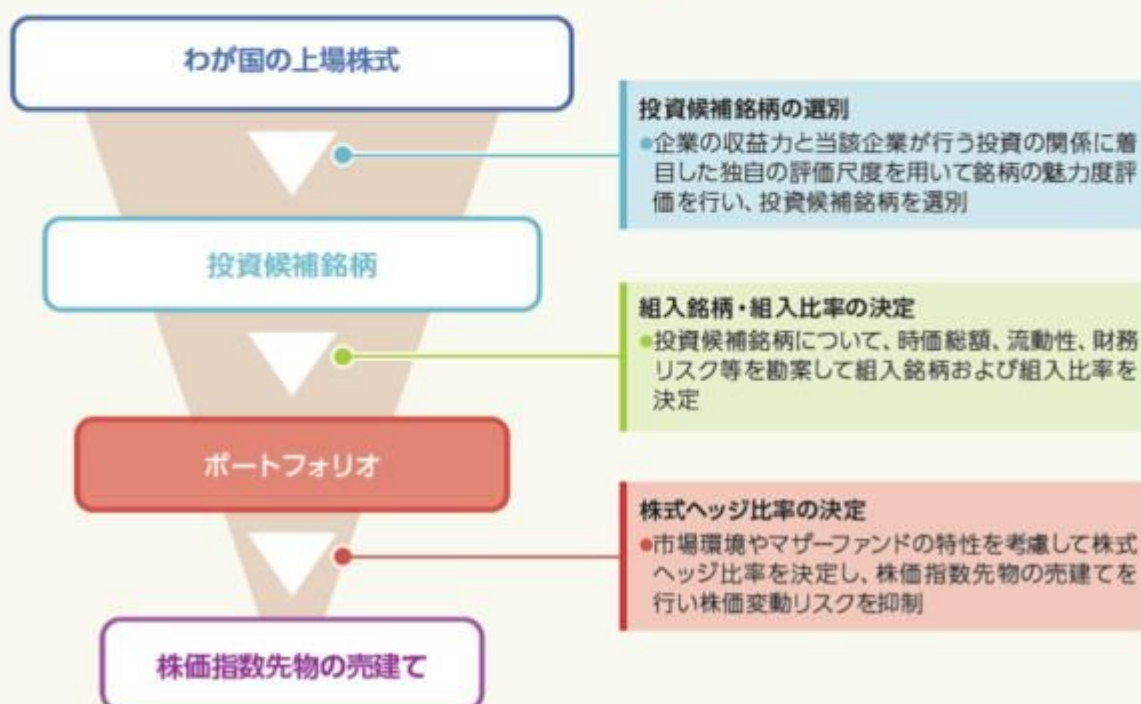 わが国の上場株式
投資候補銘柄の選別
●企業の収益力と当該企業が行う投資の関係に着
目した独自の評価尺度を用いて銘柄の魅力度評
価を行い、投資候補銘柄を選別
投資候補銘柄
組入銘柄・組入比率の決定
●投資候補銘柄について、時価総額、流動性、財務
リスク等を勘案して組入銘柄および組入比率を
決定
ポートフォリオ
株式ヘッジ比率の決定
●市場環境やマザーファンドの特性を考慮して株式
ヘッジ比率を決定し、株価指数先物の売建てを
行い株価変動リスクを抑制
株価指数先物の売建て